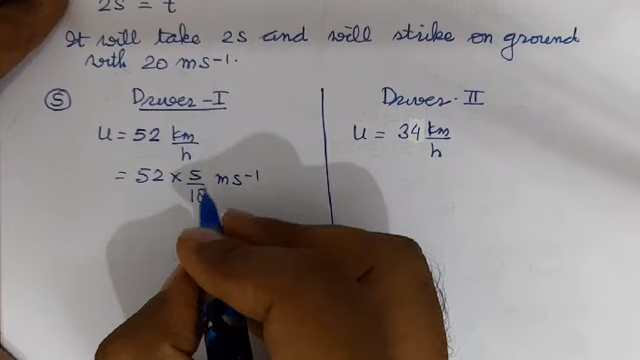 2s = t
It will take 2s and will strike on ground
with 20 ms⁻¹.
⑤ Driver-I
u = 52 km/h
= 52 × 5/18 ms⁻¹
Driver-II
u = 34 km/h